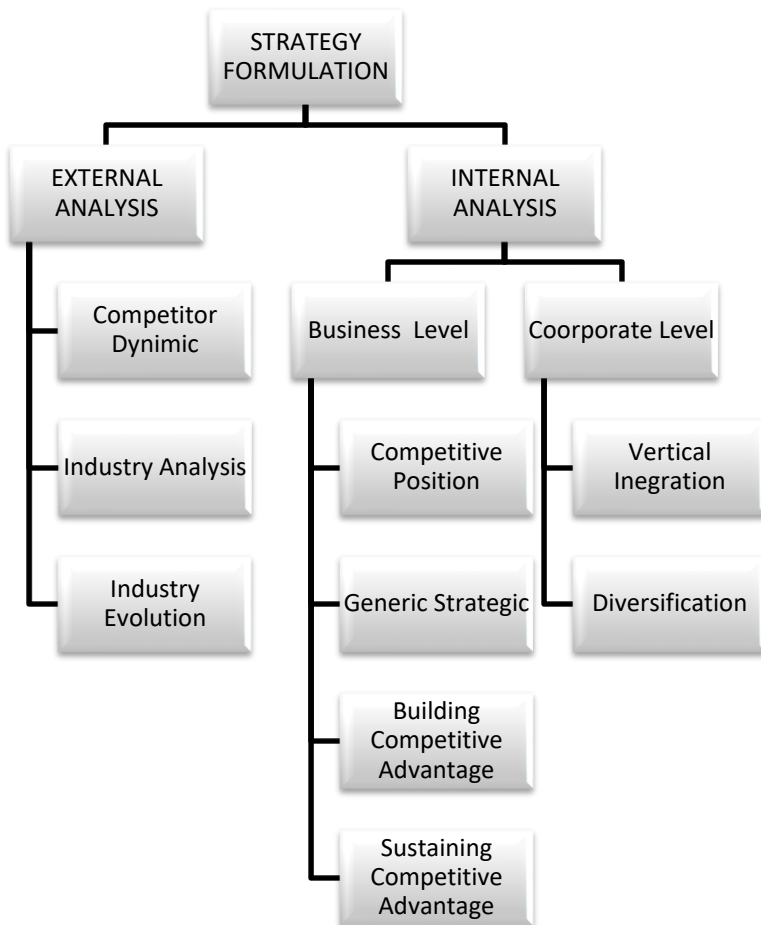 STRATEGY
FORMULATION
EXTERNAL
ANALYSIS
INTERNAL
ANALYSIS
Competitor
Dynimic
Business Level
Coorporate Level
Industry Analysis
Competitive
Position
Vertical
Inegration
Industry
Evolution
Generic Strategic
Diversification
Building
Competitive
Advantage
Sustaining
Competitive
Advantage